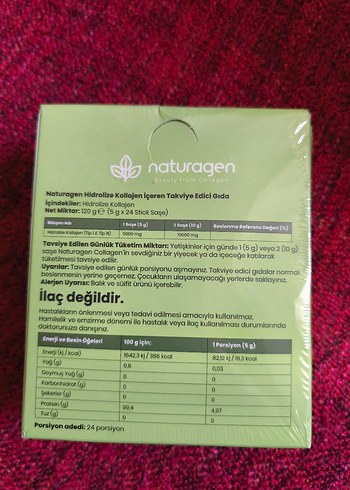 naturagen
beauty from collagen
Naturagen Hidrolize Kollajen İçeren Takviye Edici Gıda
İçindekiler: Hidrolize Kollajen
Net Miktar: 120 g e (5 g x 24 Stick Saşe)
Bileşen Adı 1 Saşe (5 g) 2 Saşe (10 g) Beslenme Referans Değeri (%)
Hidrolize Kollajen (Tip I & Tip III) 5000 mg 10000 mg
Tavsiye Edilen Günlük Tüketim Miktarı: Yetişkinler için günde 1 (5 g) veya 2 (10 g)
saşe Naturagen Collagen'in sevdiğiniz bir yiyecek ya da içeceğe katılarak
tüketilmesi tavsiye edilir.
Uyarılar: Tavsiye edilen günlük porsiyonu aşmayınız. Takviye edici gıdalar normal
beslenmenin yerine geçemez. Çocukların ulaşamayacağı yerlerde saklayınız.
Alerjen Uyarısı: Balık ve sülfit ürünü içerebilir.
İlaç değildir.
Hastalıkların önlenmesi veya tedavi edilmesi amacıyla kullanılmaz.
Hamilelik ve emzirme dönemi ile hastalık veya ilaç kullanılması durumlarında
doktorunuza danışınız.
Enerji ve Besin Öğeleri 100 g için: 1 Porsiyon (5 g)
Enerji (kj / kcal) 1642,3 kj / 386 kcal 82,12 kj / 19,3 kcal
Yağ (g) 0,6 0,03
Doymuş Yağ (g) 0 0
Karbonhidrat (g) 0 0
Şekerler (g) 0 0
Protein (g) 99,4 4,97
Tuz (g) 0 0
Porsiyon adedi: 24 porsiyon